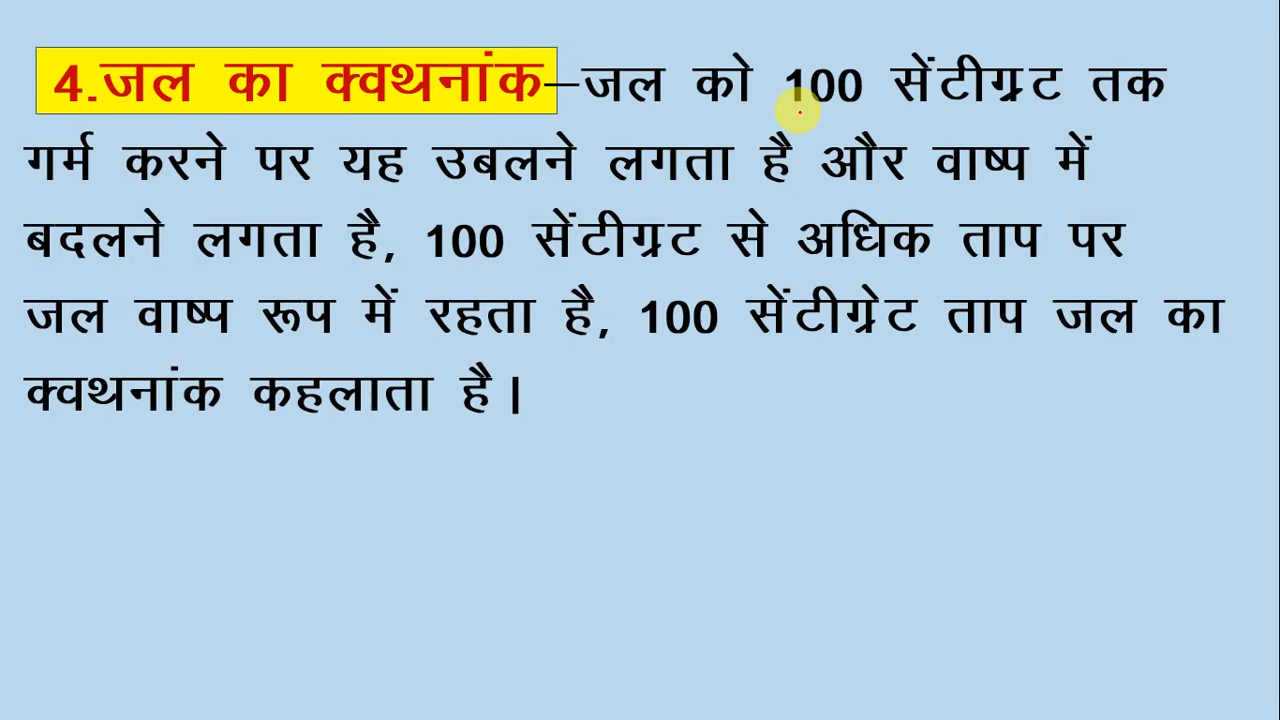 4.जल का क्वथनांक–जल को 100 सेंटीग्रट तक
गर्म करने पर यह उबलने लगता है और वाष्प में
बदलने लगता है, 100 सेंटीग्रट से अधिक ताप पर
जल वाष्प रूप में रहता है, 100 सेंटीग्रेट ताप जल का
क्वथनांक कहलाता है।